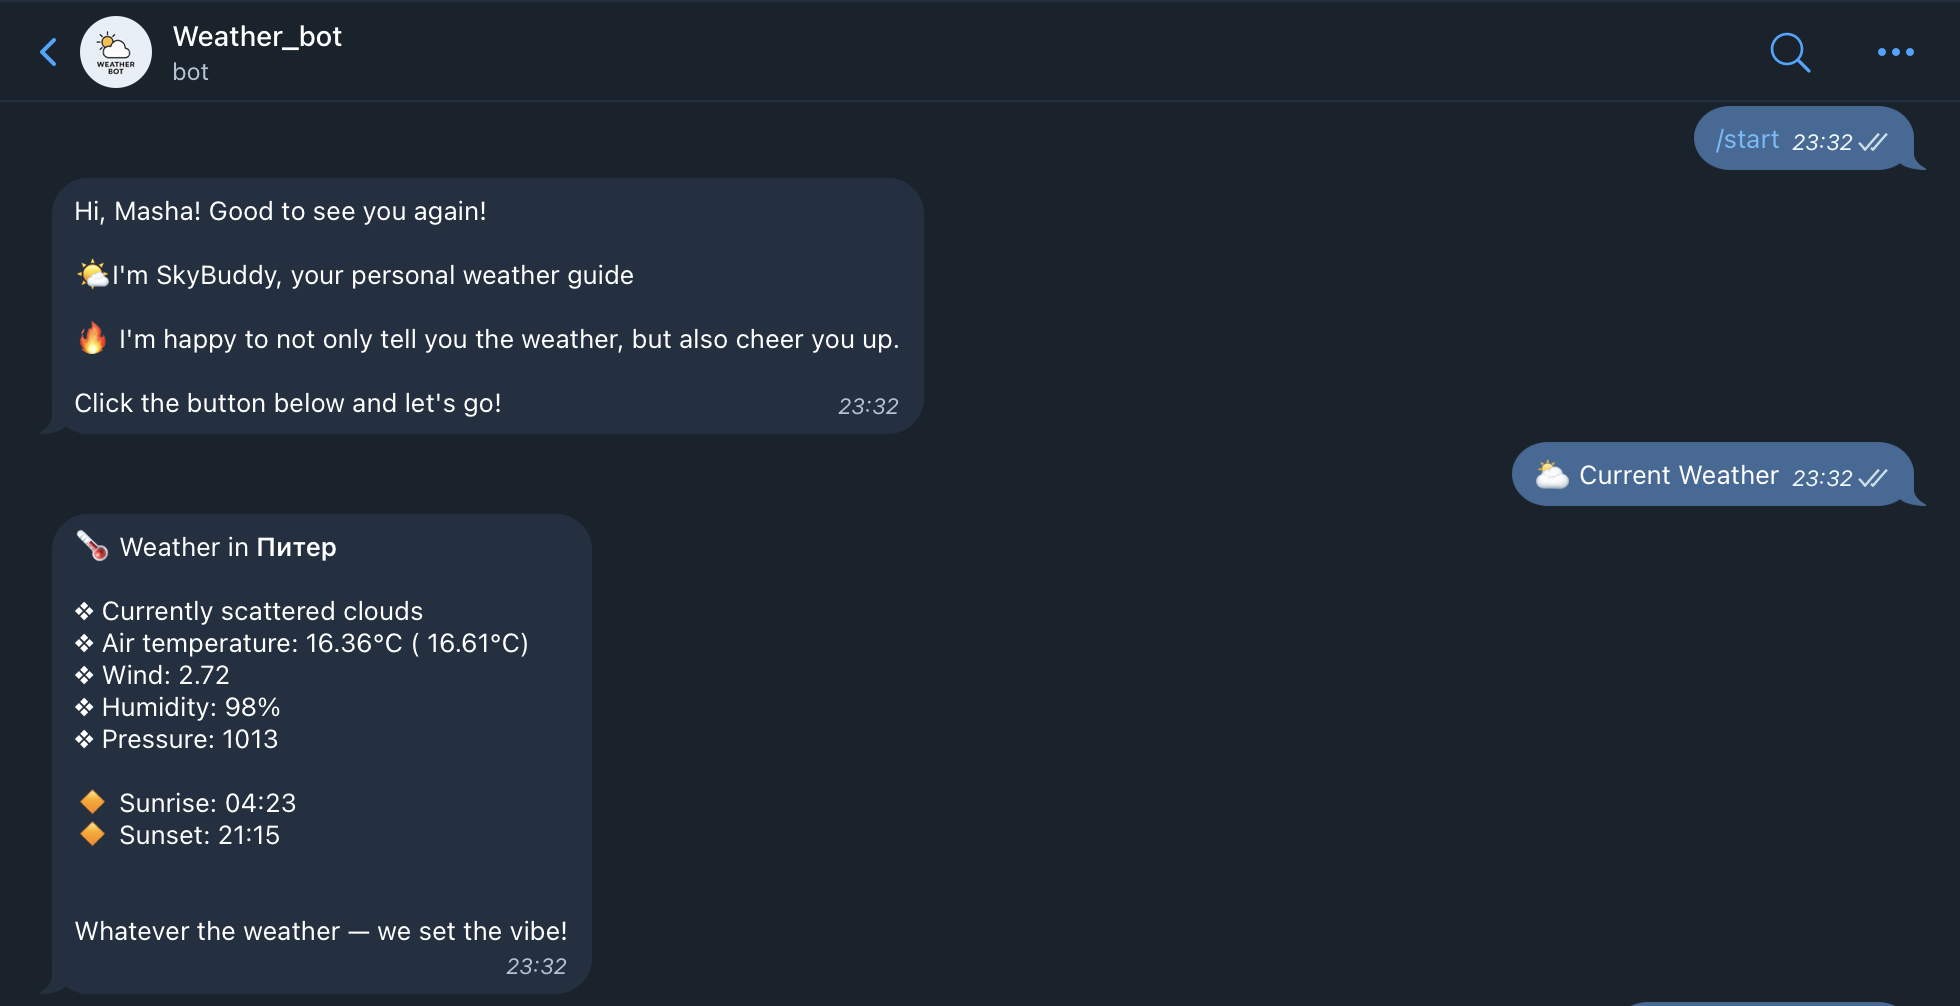 Weather_bot
bot
WEATHER
BOT
/start 23:32
Hi, Masha! Good to see you again!
🌤️I'm SkyBuddy, your personal weather guide
🔥 I'm happy to not only tell you the weather, but also cheer you up.
Click the button below and let's go! 23:32
🌥️ Current Weather 23:32
🌡️ Weather in Питер
❖ Currently scattered clouds
❖ Air temperature: 16.36°C ( 16.61°C)
❖ Wind: 2.72
❖ Humidity: 98%
❖ Pressure: 1013
🔶 Sunrise: 04:23
🔶 Sunset: 21:15
Whatever the weather — we set the vibe!
23:32